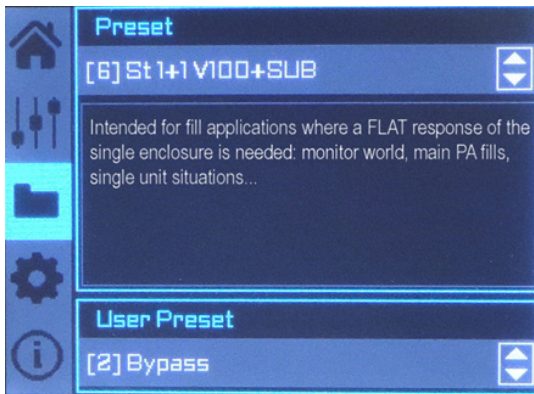 Preset
[6] St 1+1 V100+SUB
Intended for fill applications where a FLAT response of the
single enclosure is needed: monitor world, main PA fills,
single unit situations...
User Preset
[2] Bypass